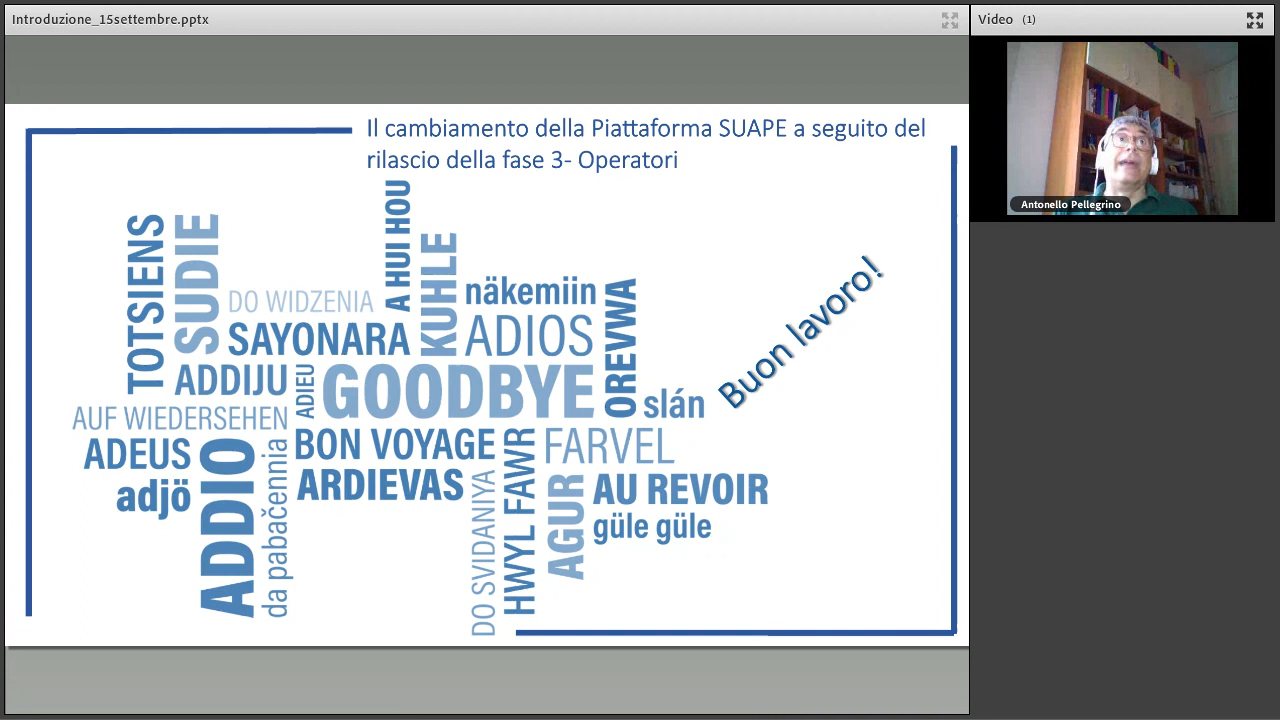 Introduzione_15settembre.pptx
Video (1)
Antonello Pellegrino
Il cambiamento della Piattaforma SUAPE a seguito del
rilascio della fase 3- Operatori
TOTSIENS
SUDIE
A HUI HOU
KUHLE
DO WIDZENIA
näkemiin
OREVWA
SAYONARA
ADIOS
ADDIJU
ADIEU
GOODBYE
slán
Buon lavoro!
AUF WIEDERSEHEN
ADEUS
adjö
ADDIO
da pabačennia
BON VOYAGE
ARDIEVAS
DO SVIDANIYA
HWYL FAWR
FARVEL
AGUR
AU REVOIR
güle güle